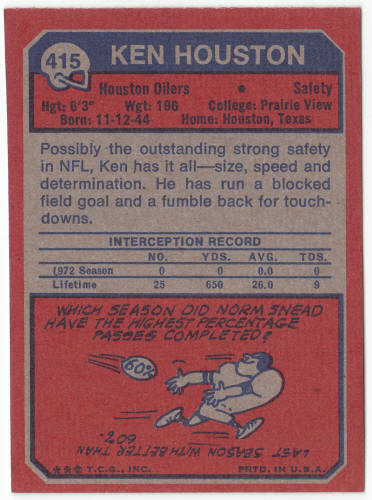 415
KEN HOUSTON
Houston Oilers • Safety
Hgt: 6'3" Wgt: 196 College: Prairie View
Born: 11-12-44 Home: Houston, Texas
Possibly the outstanding strong safety
in NFL, Ken has it all—size, speed and
determination. He has run a blocked
field goal and a fumble back for touch-
downs.
INTERCEPTION RECORD
NO. YDS. AVG. TDS.
1972 Season 0 0 0.0 0
Lifetime 25 650 26.0 9
WHICH SEASON DID NORM SNEAD
HAVE THE HIGHEST PERCENTAGE
PASSES COMPLETED?
60%
LAST SEASON WITH BETTER THAN
60%.
★★© T.C.G., INC. PNTD. IN U.S.A.